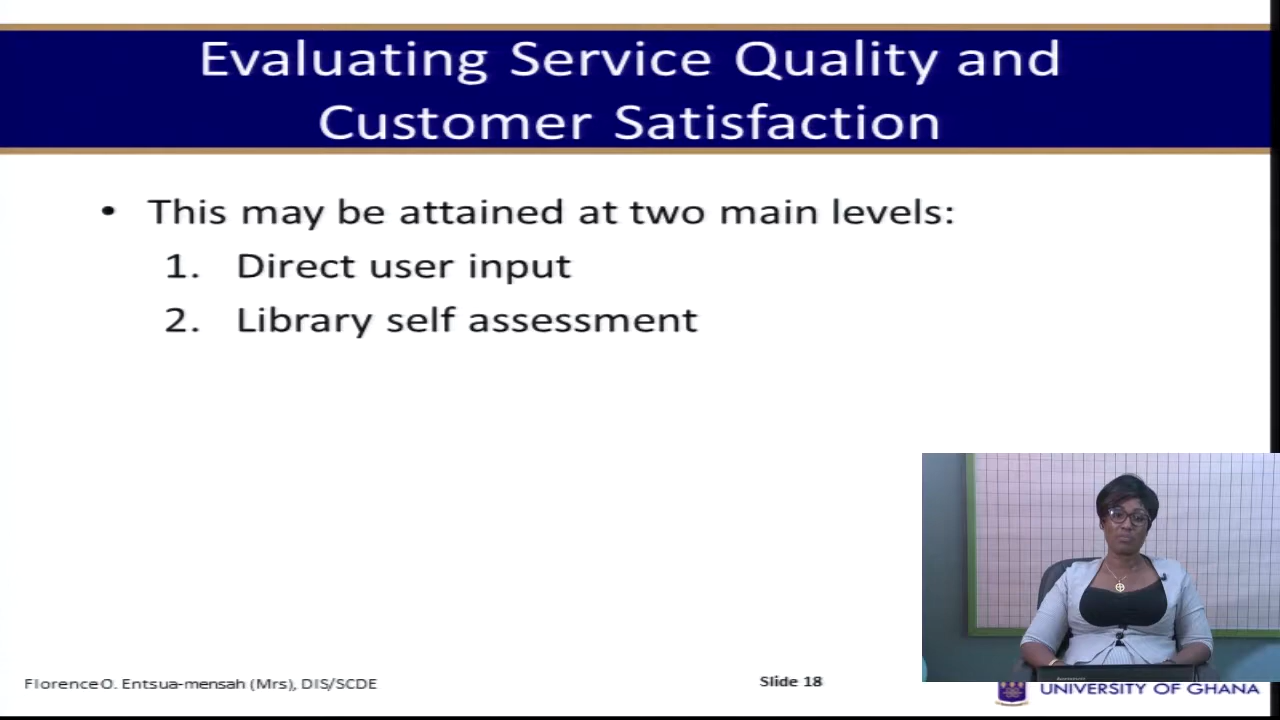 Evaluating Service Quality and
Customer Satisfaction
• This may be attained at two main levels:
1. Direct user input
2. Library self assessment
Florence O. Entsua-mensah (Mrs), DIS/SCDE
Slide 18
UNIVERSITY OF GHANA